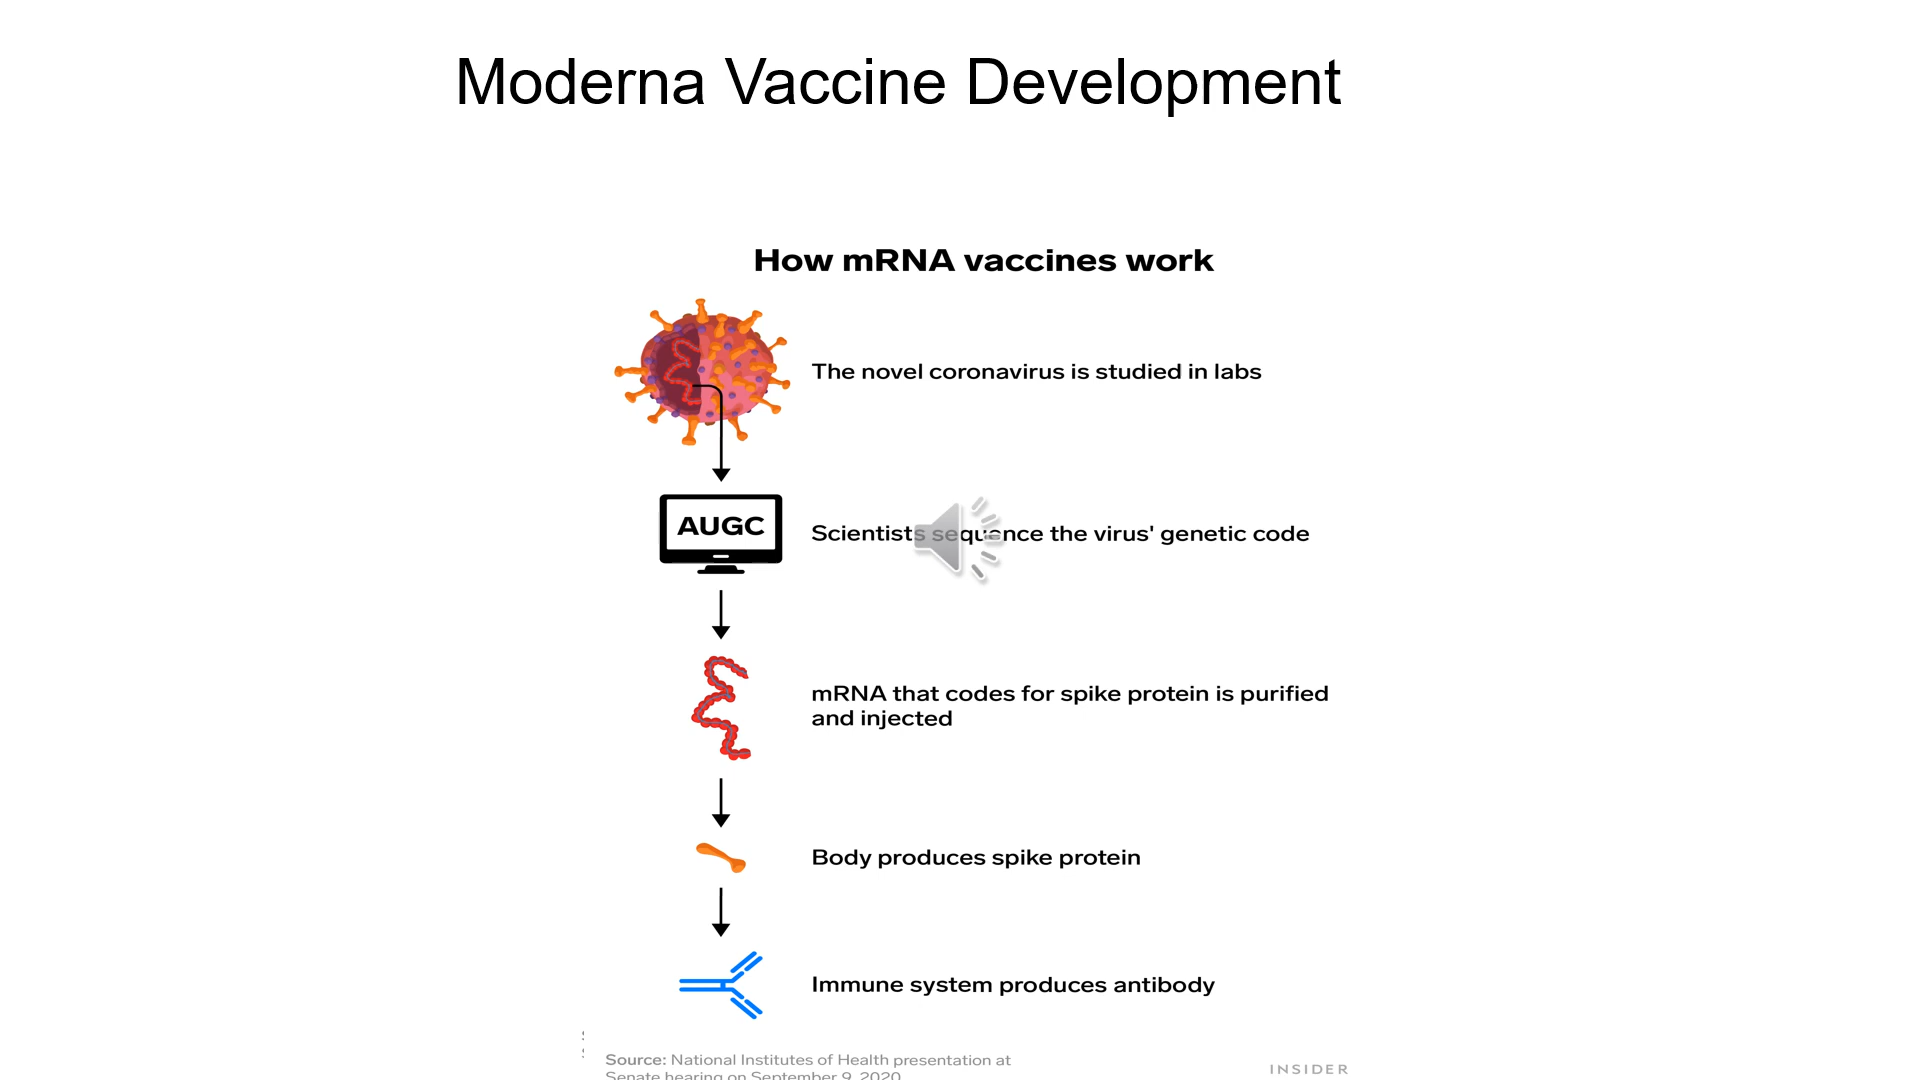 Moderna Vaccine Development
How mRNA vaccines work
The novel coronavirus is studied in labs
AUGC
Scientists sequence the virus' genetic code
mRNA that codes for spike protein is purified
and injected
Body produces spike protein
Immune system produces antibody
Source: National Institutes of Health presentation at
Senate hearing on September 9, 2020
INSIDER